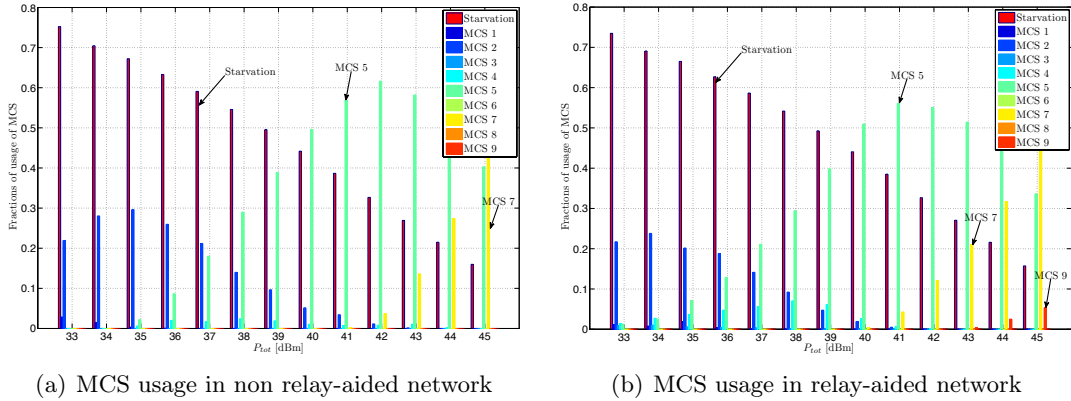 0.8
0.7
0.6
0.5
0.4
0.3
0.2
0.1
0
Fractions of usage of MCS
33 34 35 36 37 38 39 40 41 42 43 44 45
P_tot [dBm]
Starvation
MCS 5
MCS 7
Starvation
MCS 1
MCS 2
MCS 3
MCS 4
MCS 5
MCS 6
MCS 7
MCS 8
MCS 9
(a) MCS usage in non relay-aided network
0.8
0.7
0.6
0.5
0.4
0.3
0.2
0.1
0
Fractions of usage of MCS
33 34 35 36 37 38 39 40 41 42 43 44 45
P_tot [dBm]
Starvation
MCS 5
MCS 7
MCS 9
Starvation
MCS 1
MCS 2
MCS 3
MCS 4
MCS 5
MCS 6
MCS 7
MCS 8
MCS 9
(b) MCS usage in relay-aided network